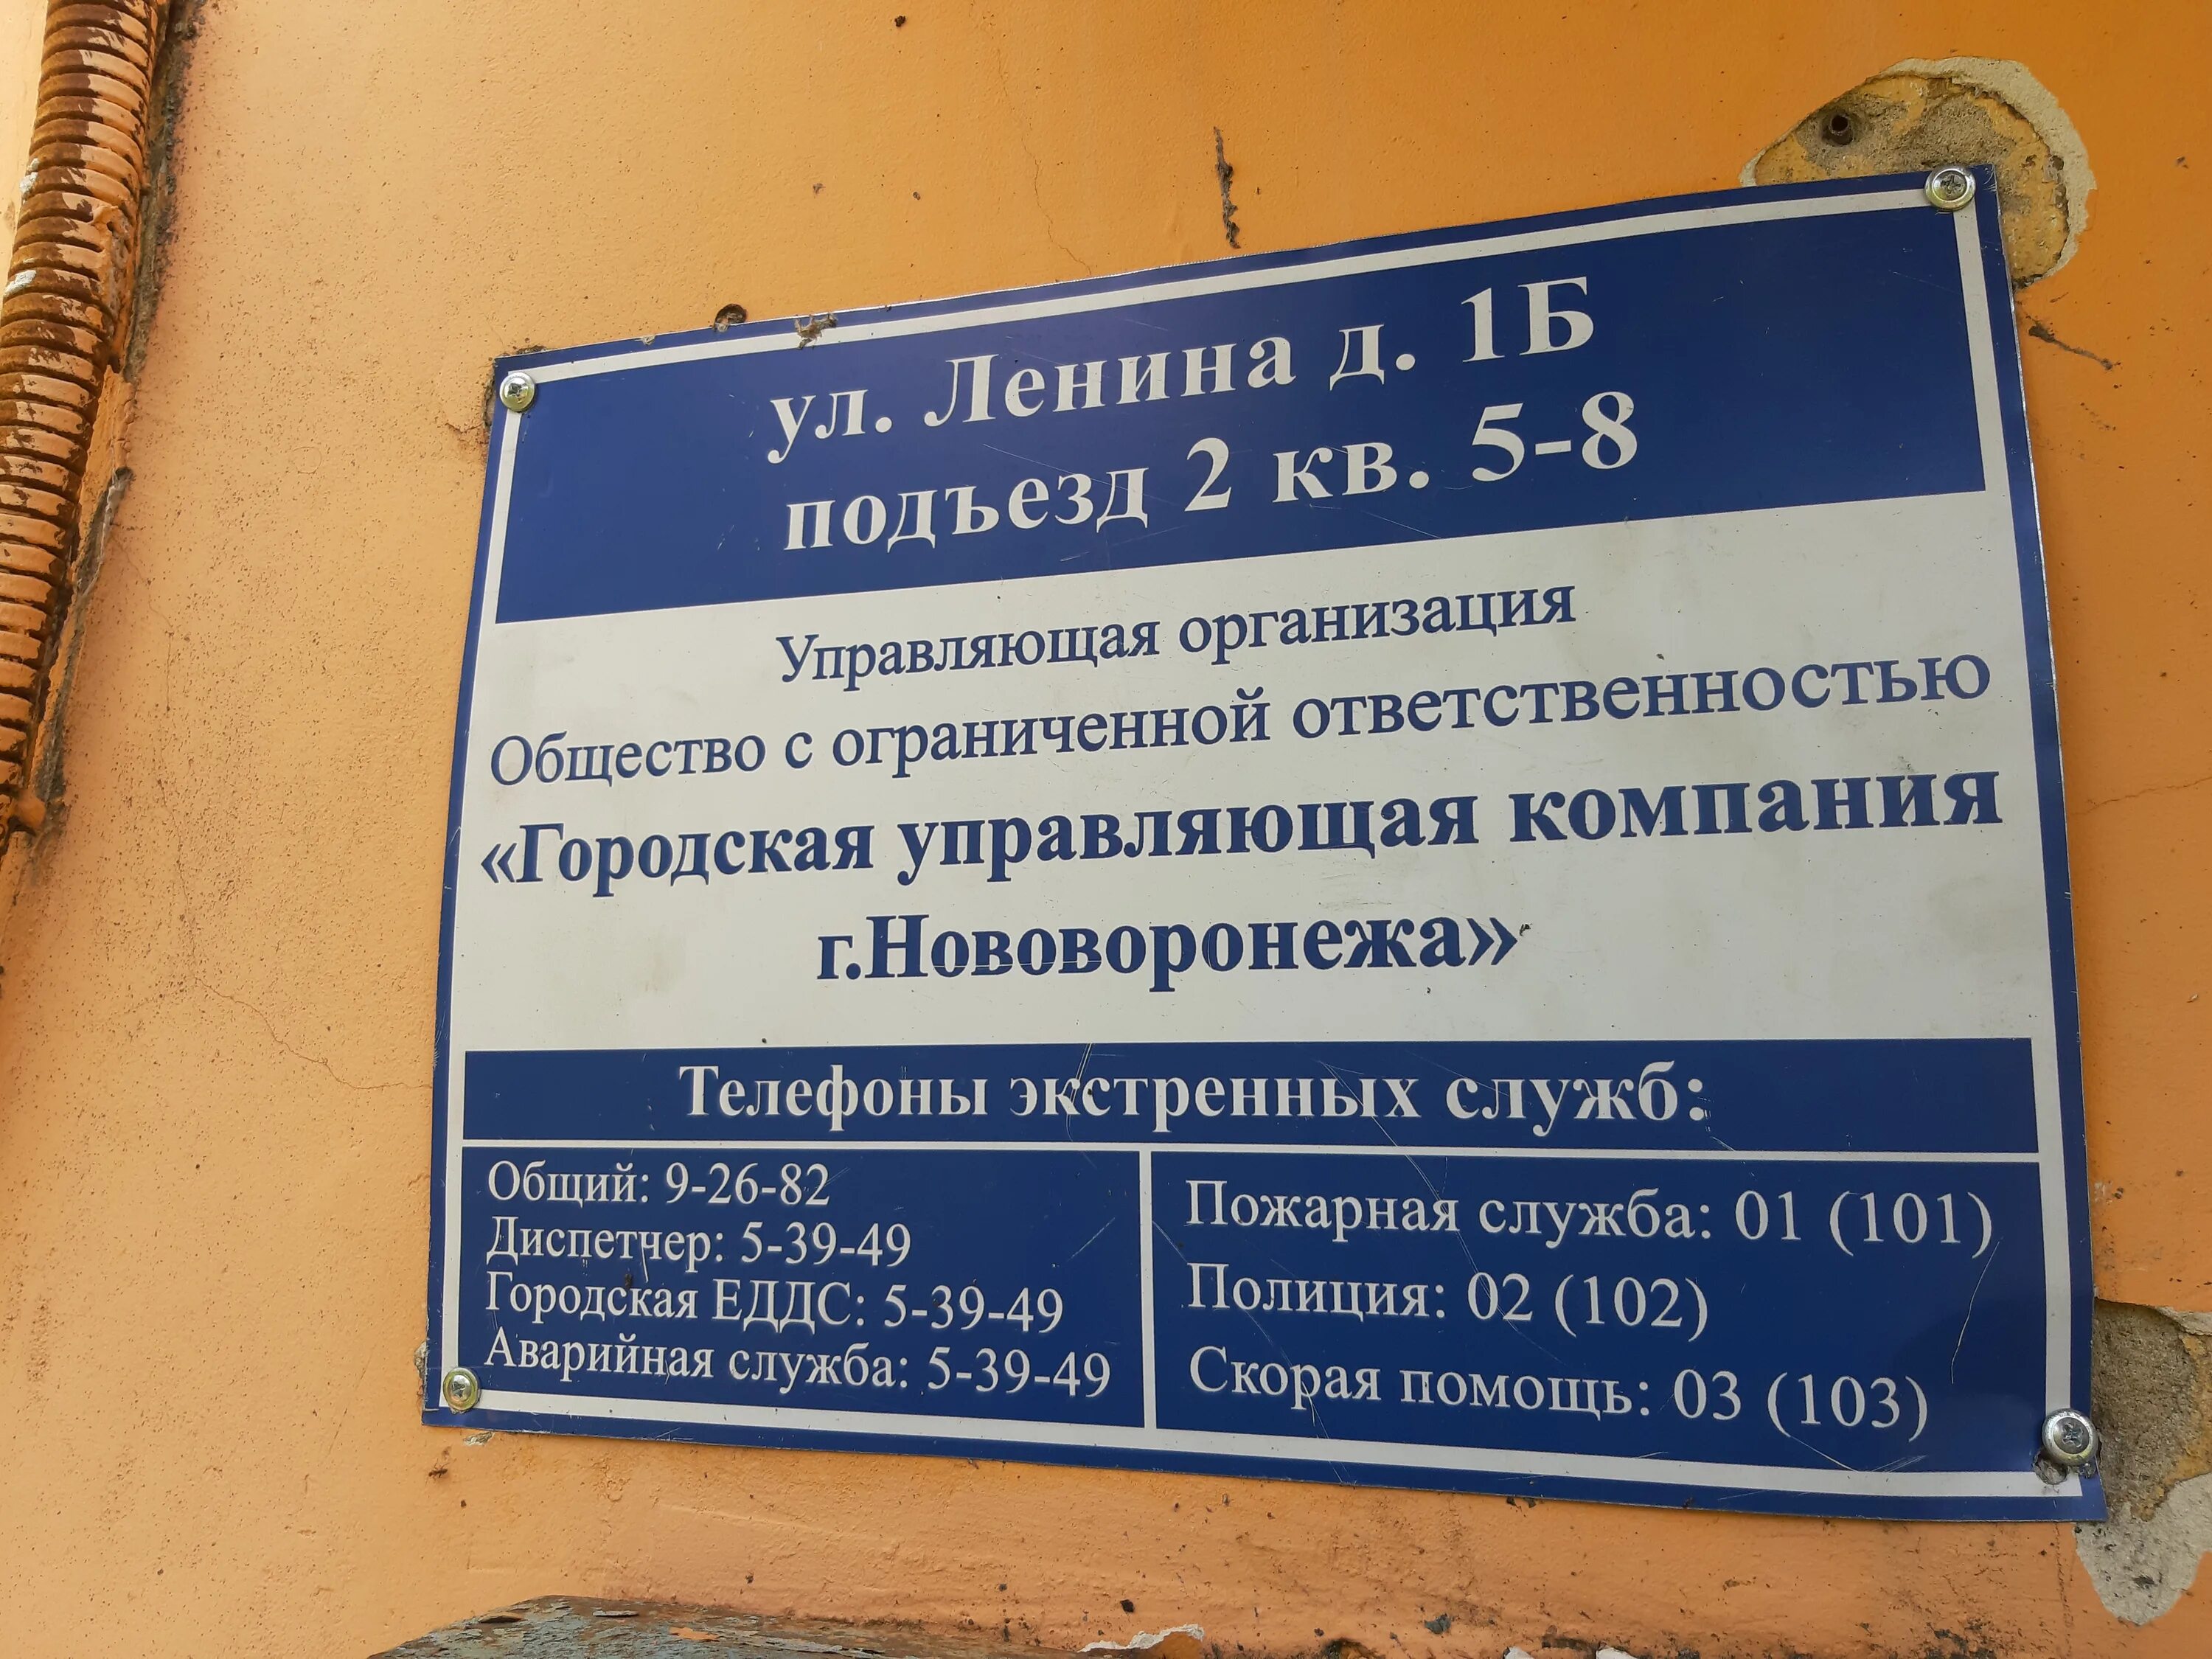 ул. Ленина д. 1Б
подъезд 2 кв. 5-8
Управляющая организация
Общество с ограниченной ответственностью
«Городская управляющая компания
г.Нововоронежа»
Телефоны экстренных служб:
Общий: 9-26-82
Диспетчер: 5-39-49
Городская ЕДДС: 5-39-49
Аварийная служба: 5-39-49
Пожарная служба: 01 (101)
Полиция: 02 (102)
Скорая помощь: 03 (103)